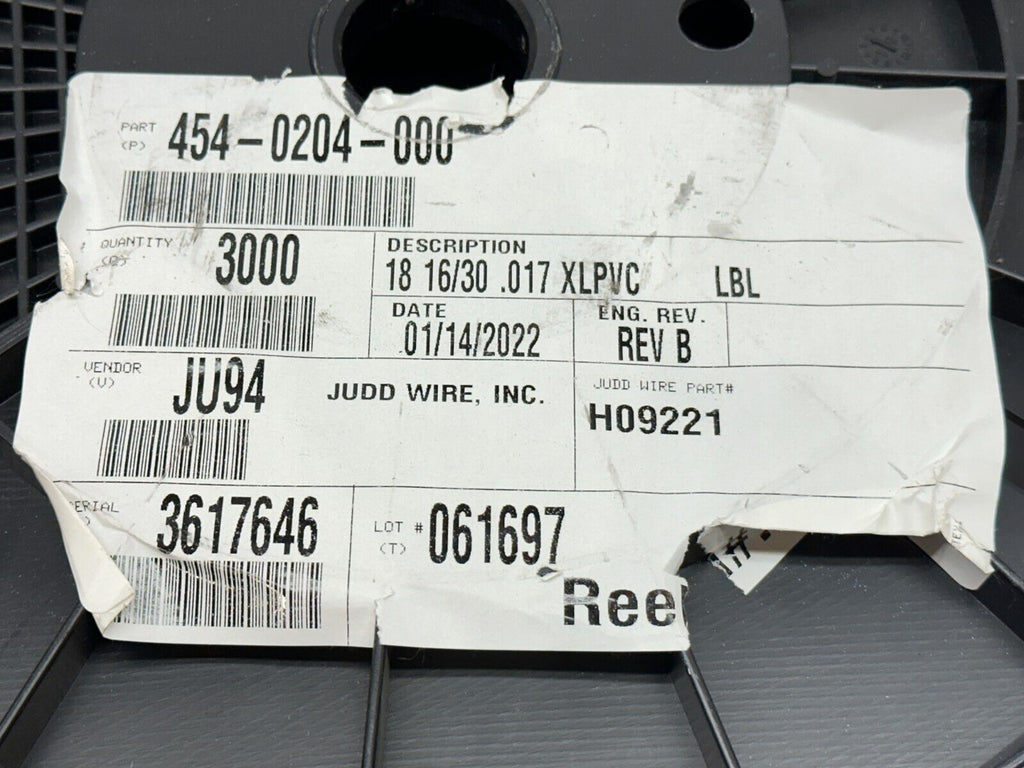 PART
(P) 454-0204-000
QUANTITY
(Q) 3000
DESCRIPTION
18 16/30 .017 XLPVC LBL
DATE
01/14/2022
ENG. REV.
REV B
VENDOR
(V) JU94
JUDD WIRE, INC.
JUDD WIRE PART#
H09221
ERIAL
3617646
LOT #
(T) 061697
Ree